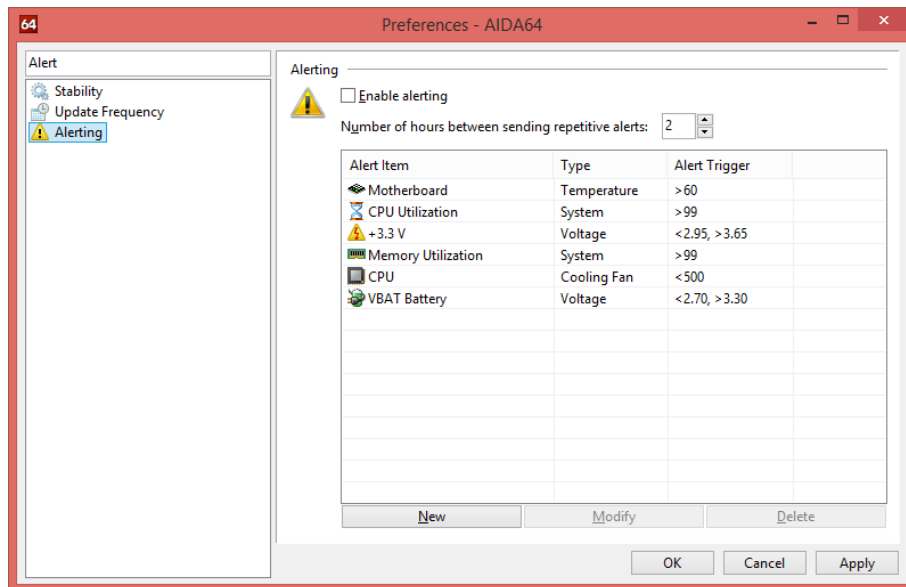 64 Preferences - AIDA64
Alert
Stability
Update Frequency
Alerting
Alerting
Enable alerting
Number of hours between sending repetitive alerts: 2
Alert Item Type Alert Trigger
Motherboard Temperature >60
CPU Utilization System >99
+3.3 V Voltage <2.95, >3.65
Memory Utilization System >99
CPU Cooling Fan <500
VBAT Battery Voltage <2.70, >3.30
New Modify Delete
OK Cancel Apply